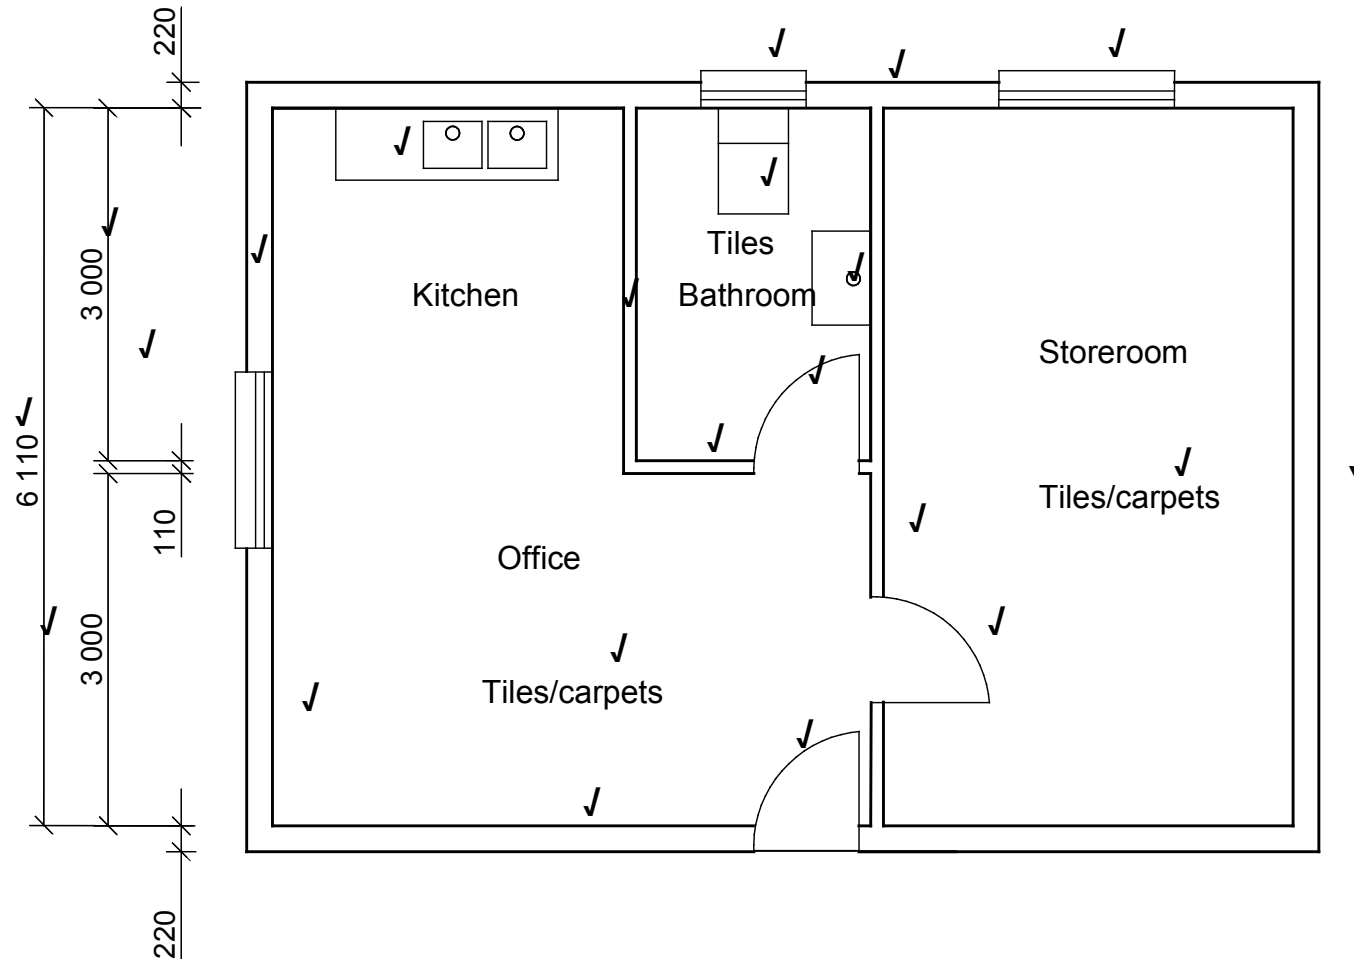 220
Tiles
3 000
Kitchen
Bathroom
Storeroom
6 110
Tiles/carpets
110
Office
3 000
Tiles/carpets
220